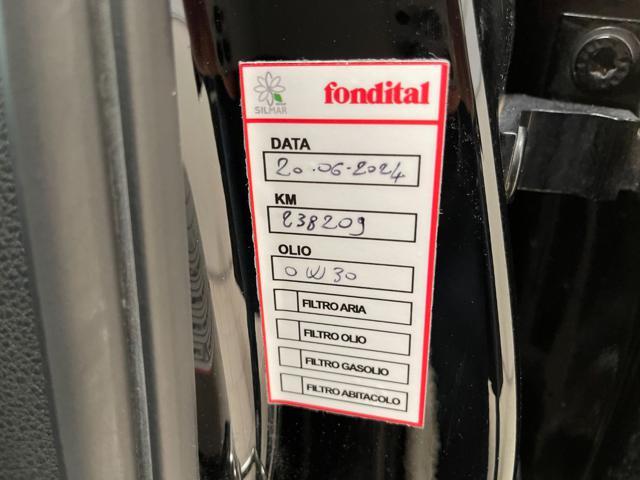 SILMAR
fondital
DATA
20.06.2024
KM
238209
OLIO
0W30
FILTRO ARIA
FILTRO OLIO
FILTRO GASOLIO
FILTRO ABITACOLO